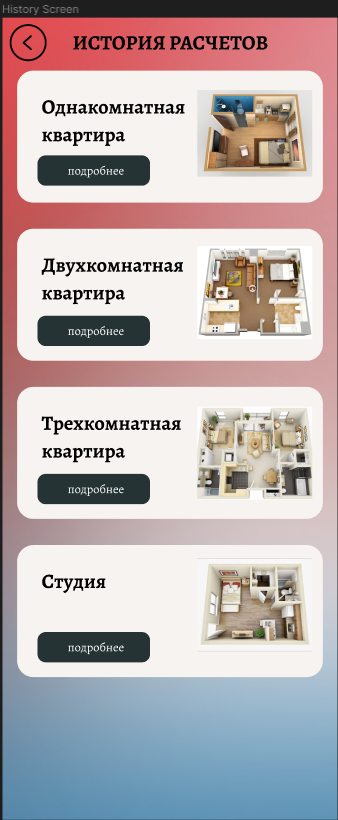 History Screen
ИСТОРИЯ РАСЧЕТОВ
Однакомнатная
квартира
подробнее
Двухкомнатная
квартира
подробнее
Трехкомнатная
квартира
подробнее
Студия
подробнее